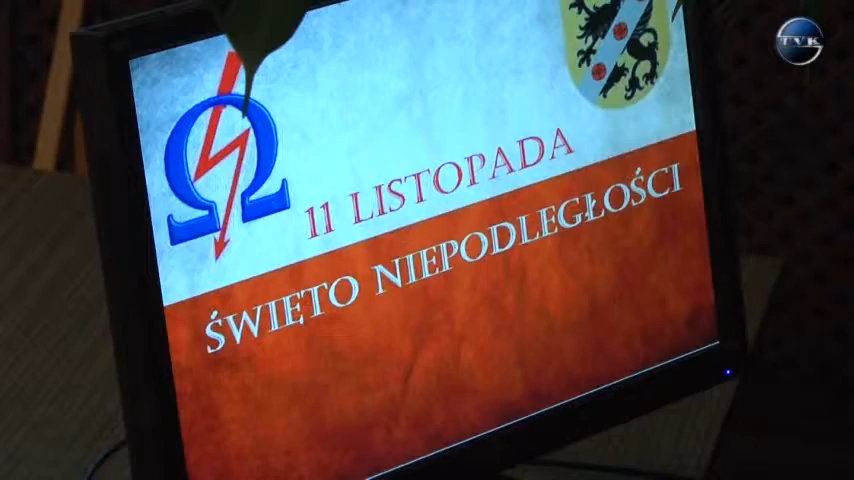 TVK
Ω
11 LISTOPADA
ŚWIĘTO NIEPODLEGŁOŚCI